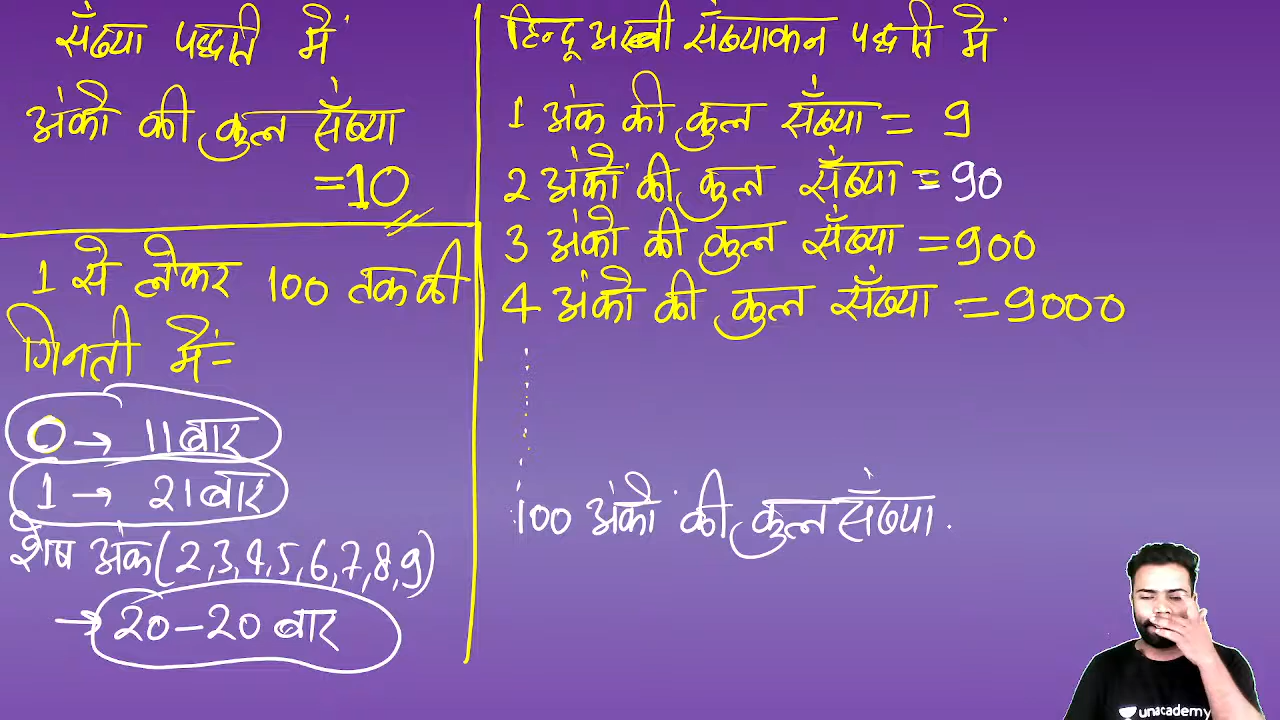 सँख्या पद्धति में
अंको की कुल सँख्या
=10
1 से लेकर 100 तक की
गिनती में=
0 → 11 बार
1 → 21 बार
शेष अंक(2,3,4,5,6,7,8,9)
→ 20-20 बार
हिन्दू अरबी सँख्याकन पद्धति में
1 अंक की कुल सँख्या = 9
2 अंकों की कुल सँख्या = 90
3 अंको की कुल सँख्या = 900
4 अंको की कुल सँख्या = 9000
100 अंकों की कुल सँख्या.
unacademy